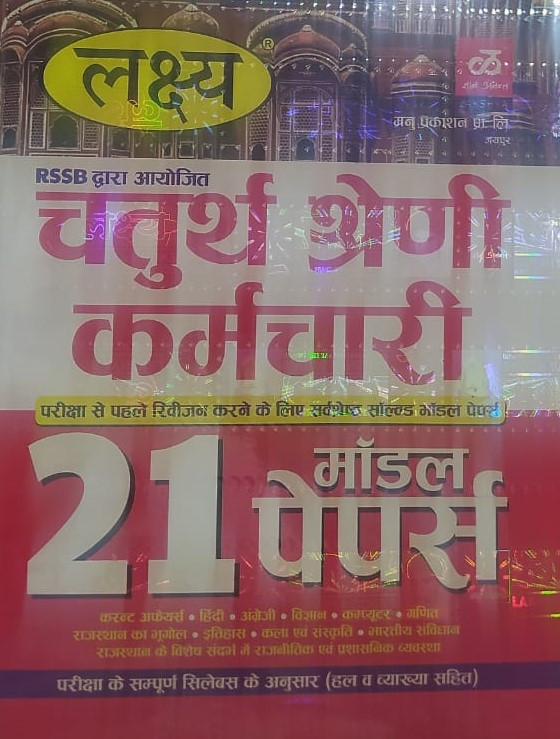 लक्ष्य
®
मनु प्रकाशन प्रा. लि.
जयपुर
RSSB द्वारा आयोजित
चतुर्थ श्रेणी
कर्मचारी
परीक्षा से पहले रिवीजन करने के लिए सर्वश्रेष्ठ सॉल्व्ड मॉडल पेपर्स
21 मॉडल
पेपर्स
करन्ट अफेयर्स • हिंदी • अंग्रेजी • विज्ञान • कम्प्यूटर • गणित
राजस्थान का भूगोल • इतिहास • कला एवं संस्कृति • भारतीय संविधान
राजस्थान के विशेष संदर्भ में राजनीतिक एवं प्रशासनिक व्यवस्था
परीक्षा के सम्पूर्ण सिलेबस के अनुसार (हल व व्याख्या सहित)